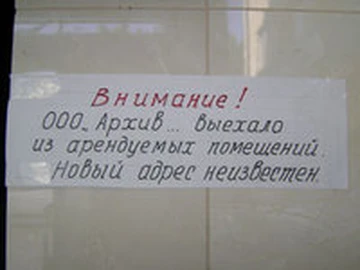 Внимание!
ООО„ Архив... выехало
из арендуемых помещений.
Новый адрес неизвестен.